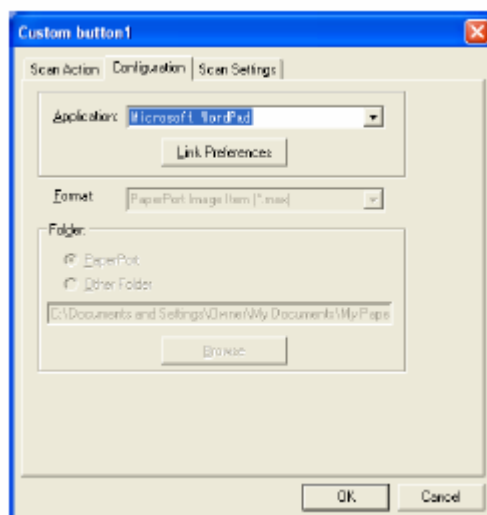 Custom button1
Scan Action Configuration Scan Settings
Application: Microsoft WordPad
Link Preferences
Format PaperPort Image Item (*.max)
Folder
PaperPort
Other Folder
C:\Documents and Settings\Owner\My Documents\My Pape
Browse
OK Cancel